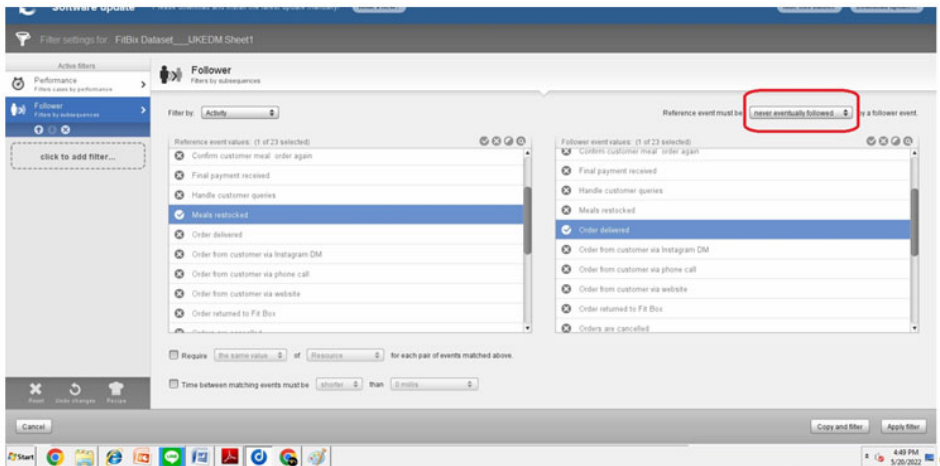 Software update
Filter settings for FitBix Dataset___UKEDM.Sheet1
Active filters
Performance
Filters cases by performance
Follower
Filters by subsequences
click to add filter...
Follower
Filters by subsequences
Filter by: Activity
Reference event must be never eventually followed by a follower event.
Reference event values: (1 of 23 selected)
Confirm customer meal order again
Final payment received
Handle customer queries
Meals restocked
Order delivered
Order from customer via Instagram DM
Order from customer via phone call
Order from customer via website
Order returned to Fit Box
Orders are cancelled
Follower event values: (1 of 23 selected)
Confirm customer meal order again
Final payment received
Handle customer queries
Meals restocked
Order delivered
Order from customer via Instagram DM
Order from customer via phone call
Order from customer via website
Order returned to Fit Box
Orders are cancelled
Require the same value of Resource for each pair of events matched above.
Time between matching events must be shorter than 0 millis
Reset Undo changes Recipe
Cancel
Copy and filter
Apply filter
Start
4:49 PM
5/20/2022